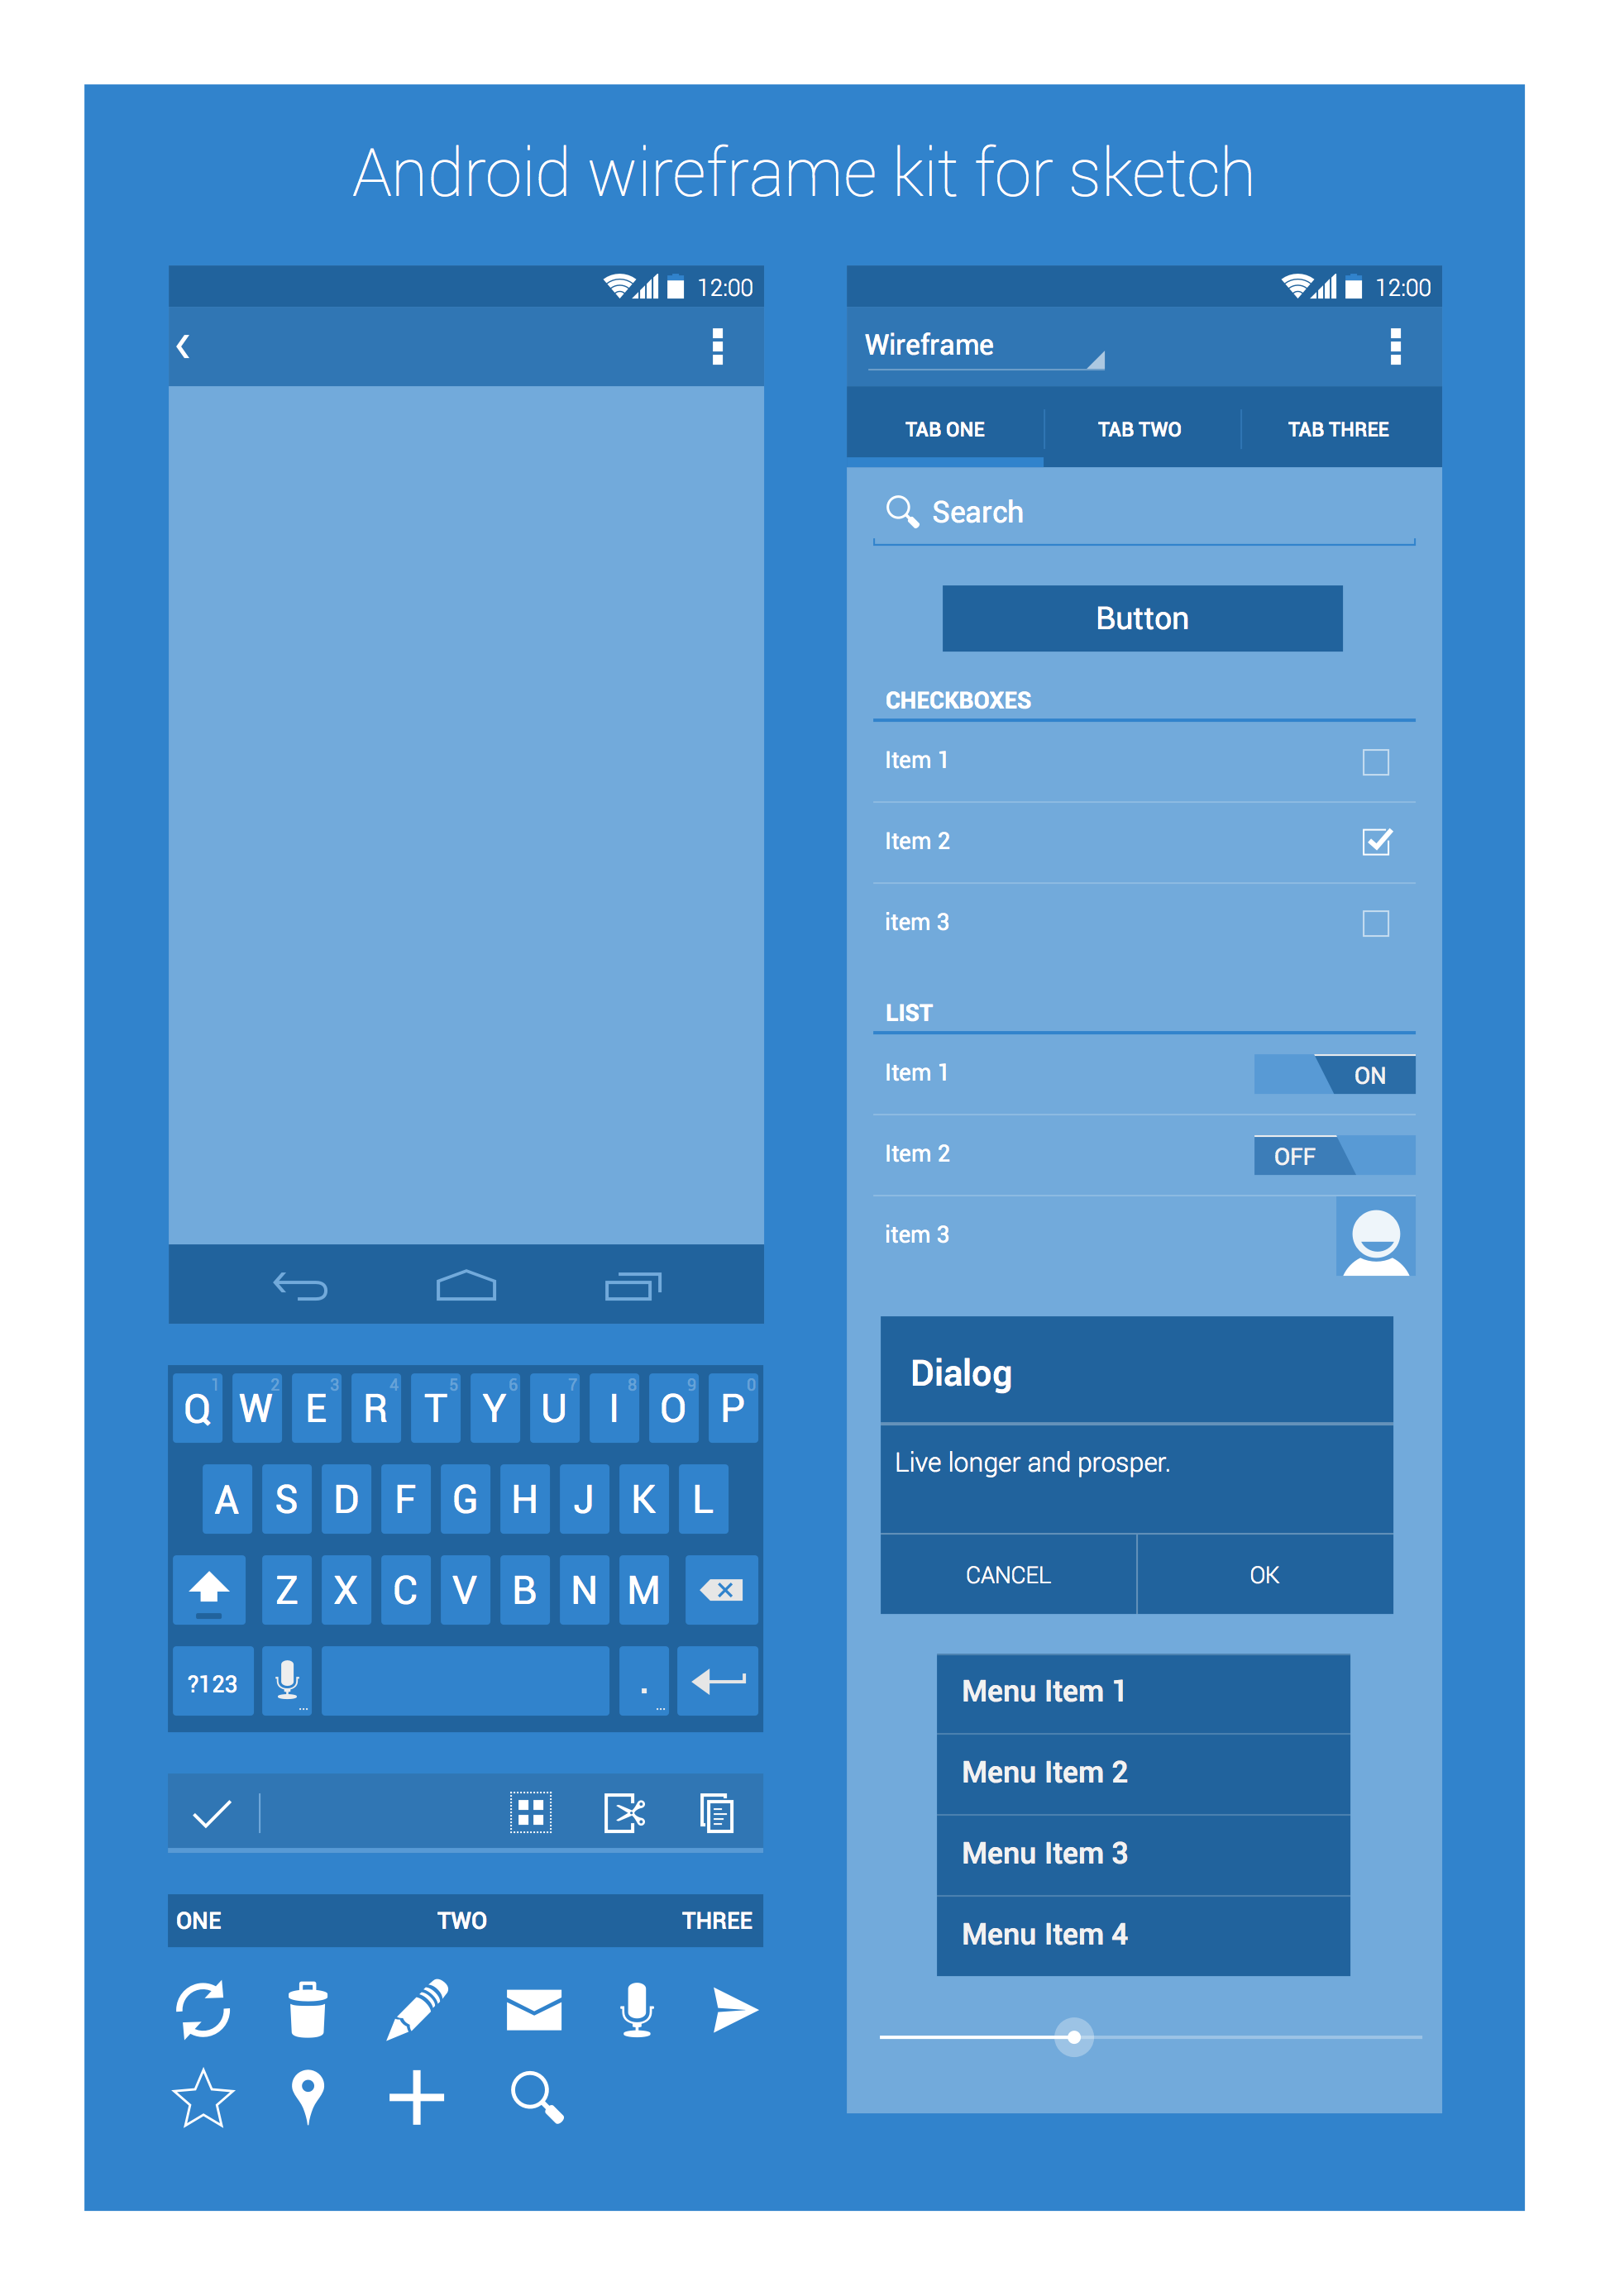 Android wireframe kit for sketch
12:00
12:00
Wireframe
TAB ONE TAB TWO TAB THREE
Search
Button
CHECKBOXES
Item 1
Item 2
item 3
LIST
Item 1 ON
Item 2 OFF
item 3
Dialog
Live longer and prosper.
CANCEL OK
Menu Item 1
Menu Item 2
Menu Item 3
Menu Item 4
1 2 3 4 5 6 7 8 9 0
Q W E R T Y U I O P
A S D F G H J K L
Z X C V B N M
?123 ... . ...
ONE TWO THREE